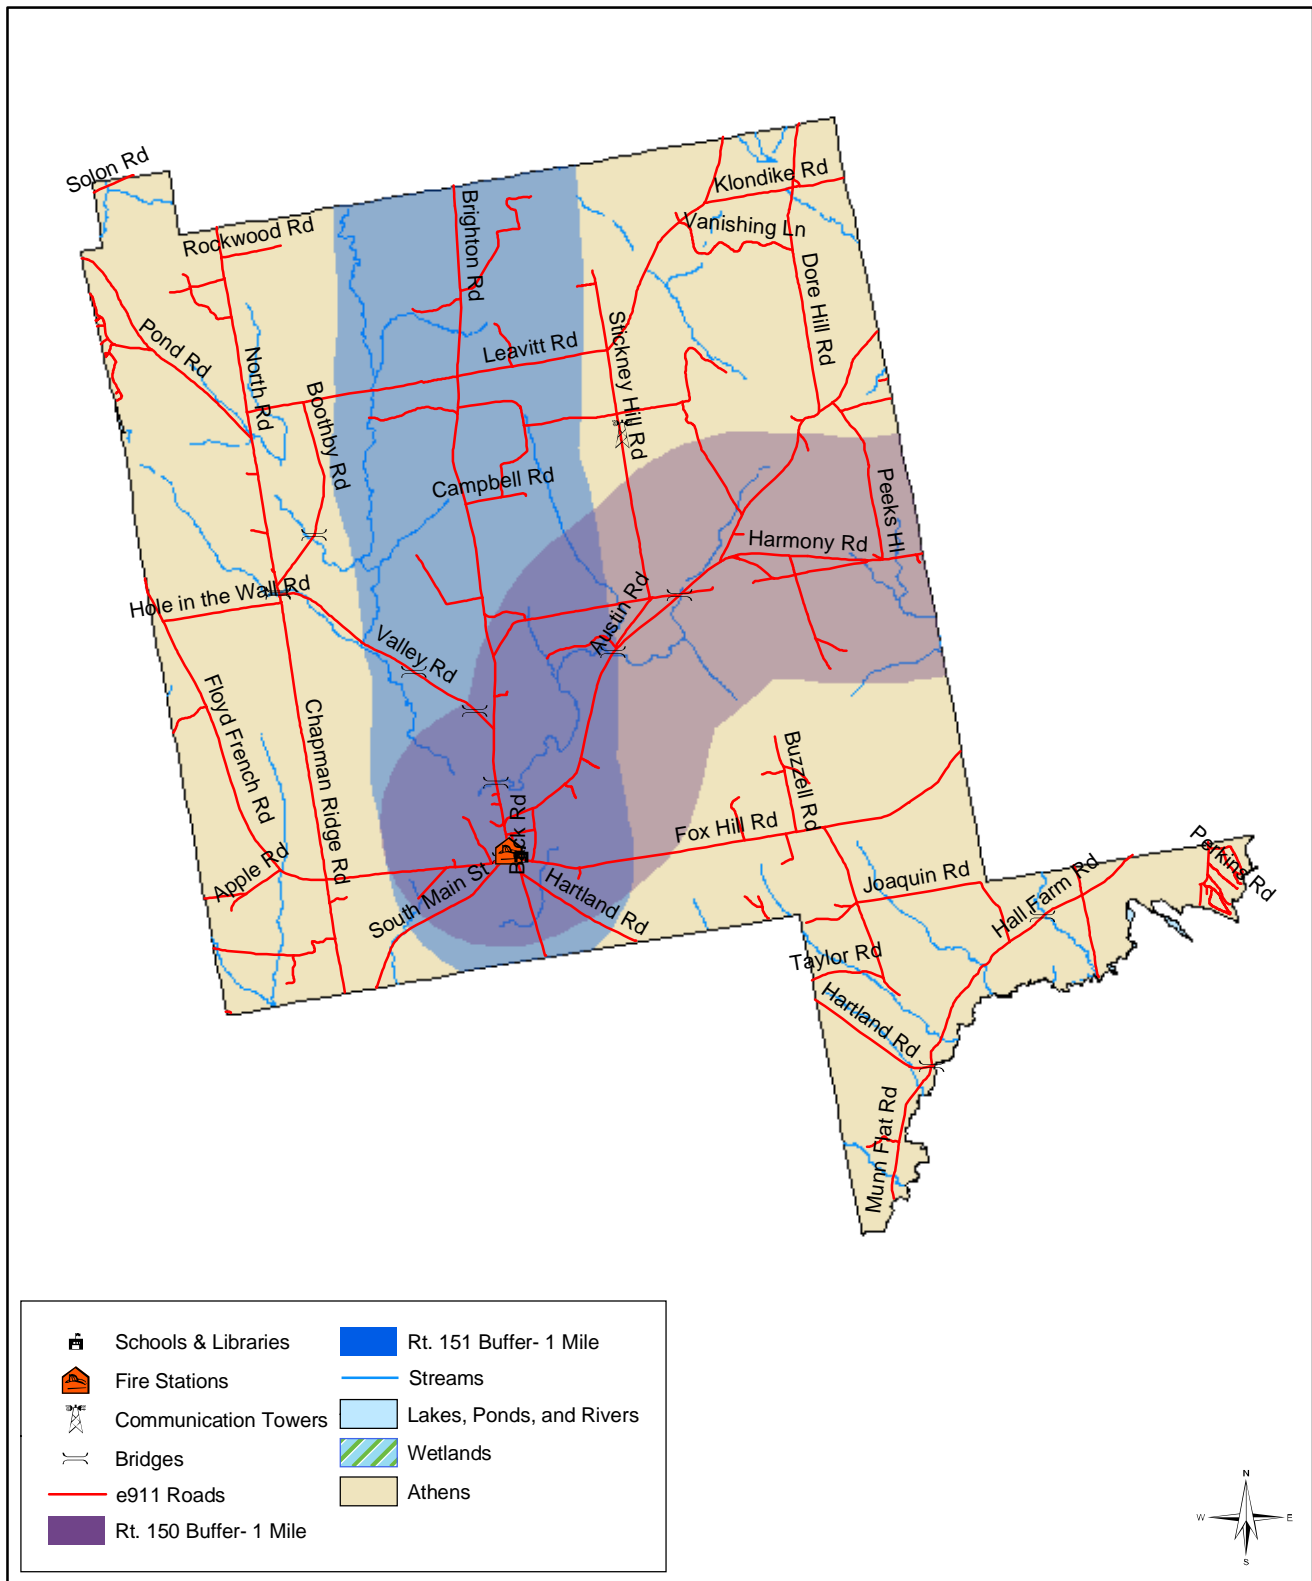 Solon Rd
Klondike Rd
Rockwood Rd
Brighton Rd
Vanishing Ln
Dore Hill Rd
Pond Rd
North Rd
Leavitt Rd
Stickney Hill Rd
Boothby Rd
Campbell Rd
Peeks Hl
Harmony Rd
Hole in the Wall Rd
Austin Rd
Valley Rd
Floyd French Rd
Chapman Ridge Rd
Buzzell Rd
Fox Hill Rd
Apple Rd
South Main St
Hartland Rd
Joaquin Rd
Hall Farm Rd
Perkins Rd
Taylor Rd
Hartland Rd
Munn Flat Rd
Schools & Libraries
Fire Stations
Communication Towers
Bridges
e911 Roads
Rt. 150 Buffer- 1 Mile
Rt. 151 Buffer- 1 Mile
Streams
Lakes, Ponds, and Rivers
Wetlands
Athens
N
W
E
S